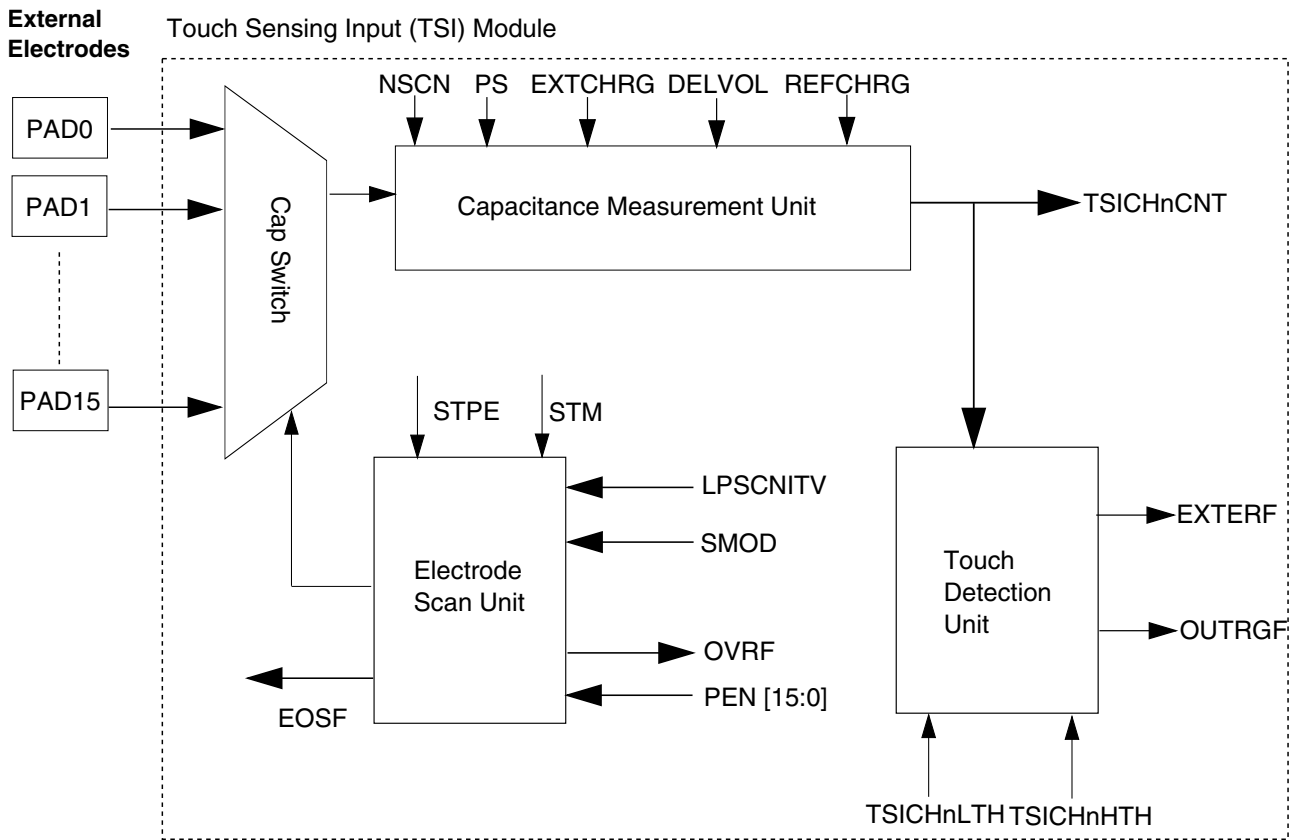 External
Electrodes
Touch Sensing Input (TSI) Module
NSCN PS EXTCHRG DELVOL REFCHRG
PAD0
PAD1
PAD15
Cap Switch
Capacitance Measurement Unit
TSICHnCNT
STPE
STM
LPSCNITV
SMOD
Electrode
Scan Unit
OVRF
PEN [15:0]
EOSF
Touch
Detection
Unit
EXTERF
OUTRGF
TSICHnLTH TSICHnHTH